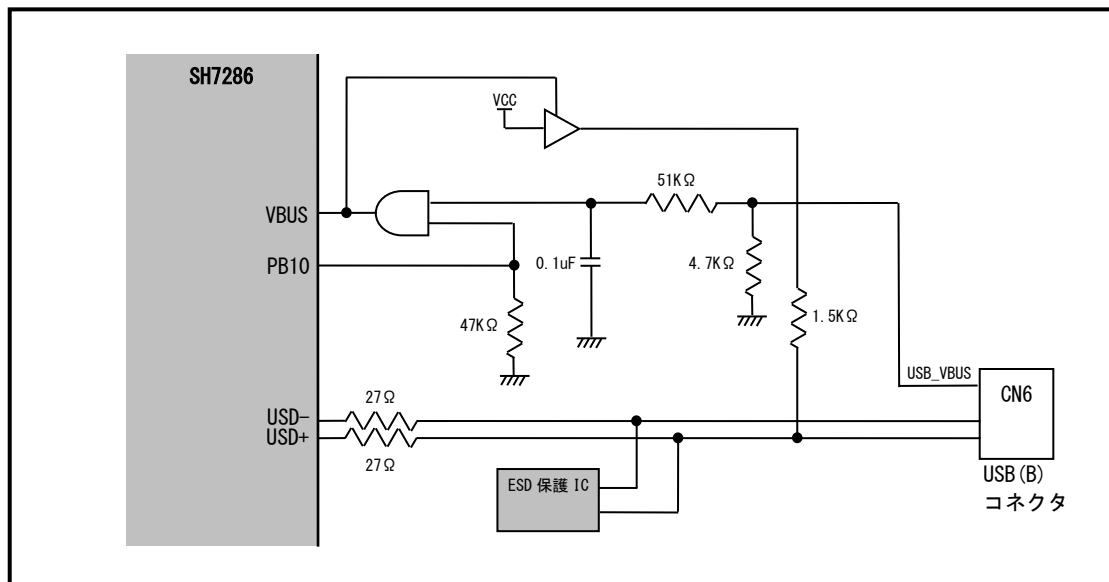 SH7286
VCC
51KΩ
VBUS
4.7KΩ
PB10
0.1uF
47KΩ
1.5KΩ
USB_VBUS
CN6
27Ω
USD-
USD+
27Ω
ESD 保護 IC
USB(B)
コネクタ